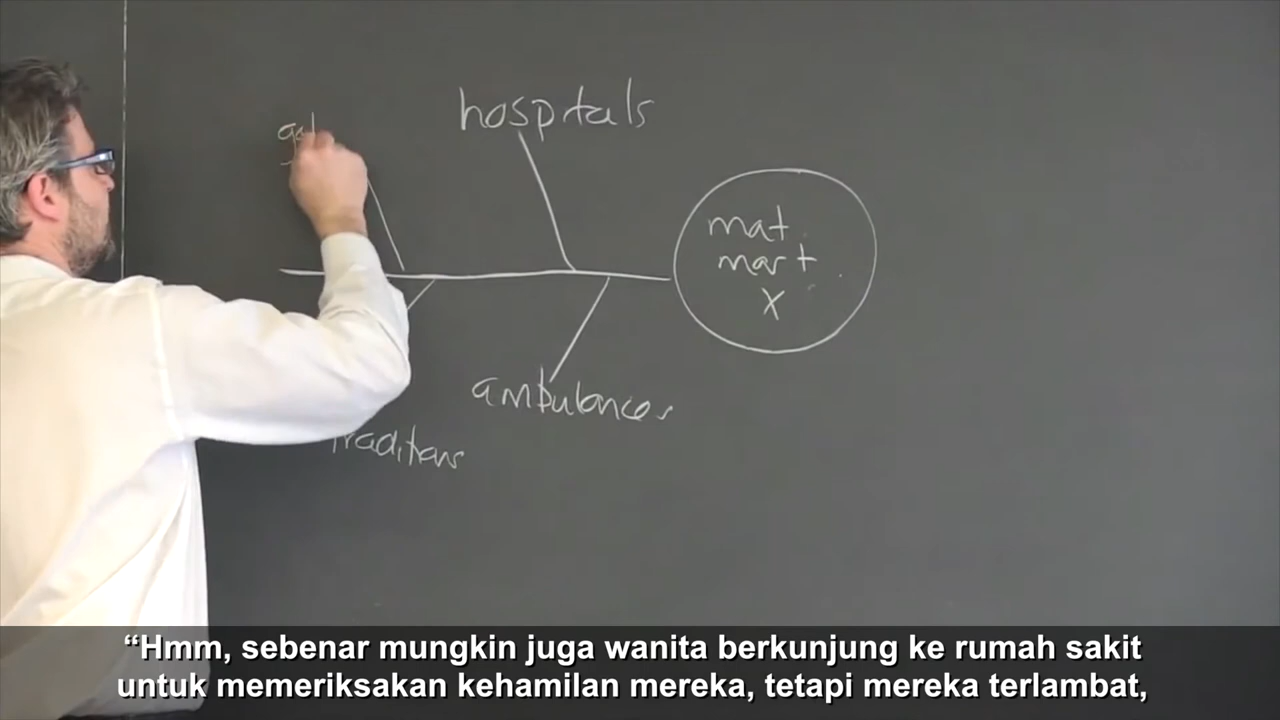 hospitals
mat.
mart.
X
ambulances
traditions
“Hmm, sebenar mungkin juga wanita berkunjung ke rumah sakit
untuk memeriksakan kehamilan mereka, tetapi mereka terlambat,